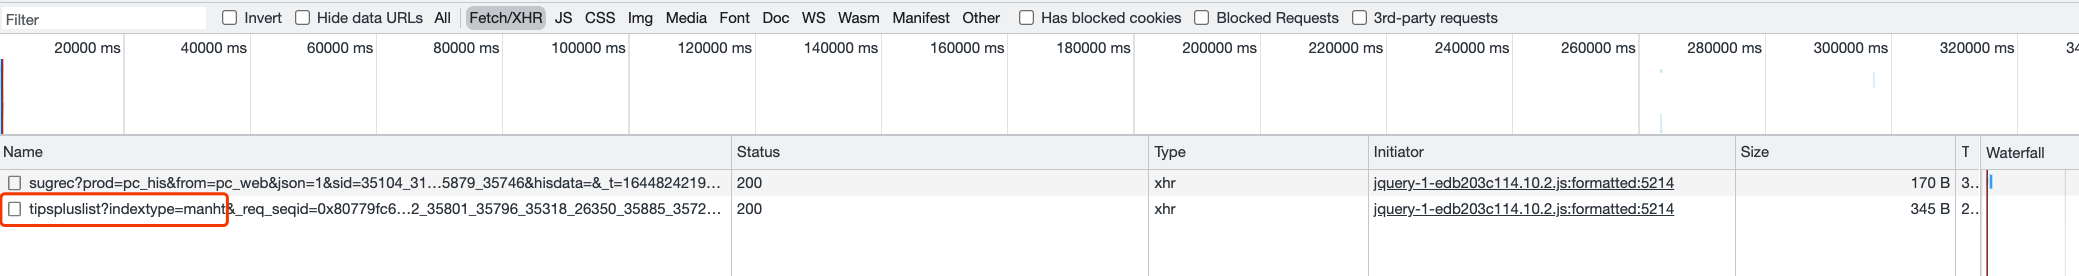 Filter Invert Hide data URLs All Fetch/XHR JS CSS Img Media Font Doc WS Wasm Manifest Other Has blocked cookies Blocked Requests 3rd-party requests
20000 ms 40000 ms 60000 ms 80000 ms 100000 ms 120000 ms 140000 ms 160000 ms 180000 ms 200000 ms 220000 ms 240000 ms 260000 ms 280000 ms 300000 ms 320000 ms 34
Name Status Type Initiator Size T Waterfall
sugrec?prod=pc_his&from=pc_web&json=1&sid=35104_31…5879_35746&hisdata=&_t=1644824219… 200 xhr jquery-1-edb203c114.10.2.js:formatted:5214 170 B 3..
tipspluslist?indextype=manht&_req_seqid=0x80779fc6…2_35801_35796_35318_26350_35885_3572… 200 xhr jquery-1-edb203c114.10.2.js:formatted:5214 345 B 2..